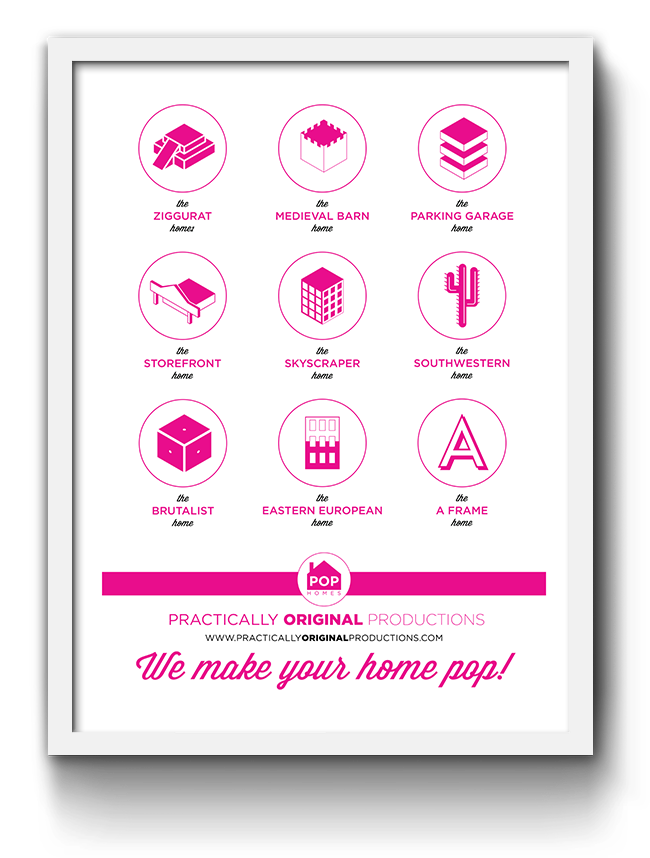 the
ZIGGURAT
homes
the
MEDIEVAL BARN
home
the
PARKING GARAGE
home
the
STOREFRONT
home
the
SKYSCRAPER
home
the
SOUTHWESTERN
home
the
BRUTALIST
home
the
EASTERN EUROPEAN
home
A
the
A FRAME
home
POP
HOMES
PRACTICALLY ORIGINAL PRODUCTIONS
WWW.PRACTICALLYORIGINALPRODUCTIONS.COM
We make your home pop!